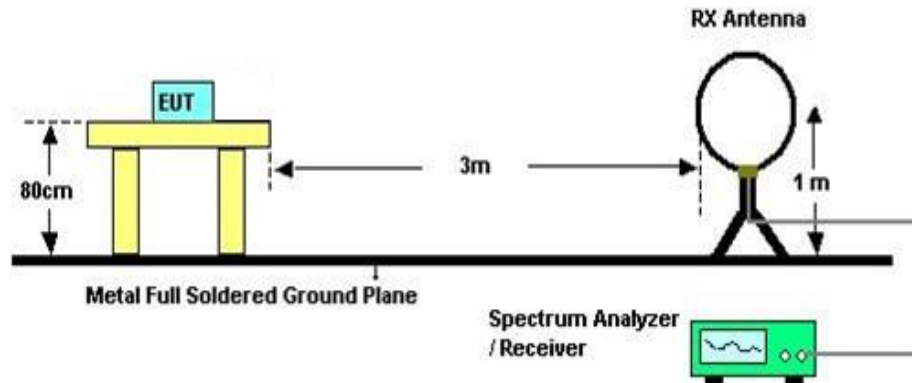 RX Antenna
EUT
3m
80cm
1 m
Metal Full Soldered Ground Plane
Spectrum Analyzer
/ Receiver